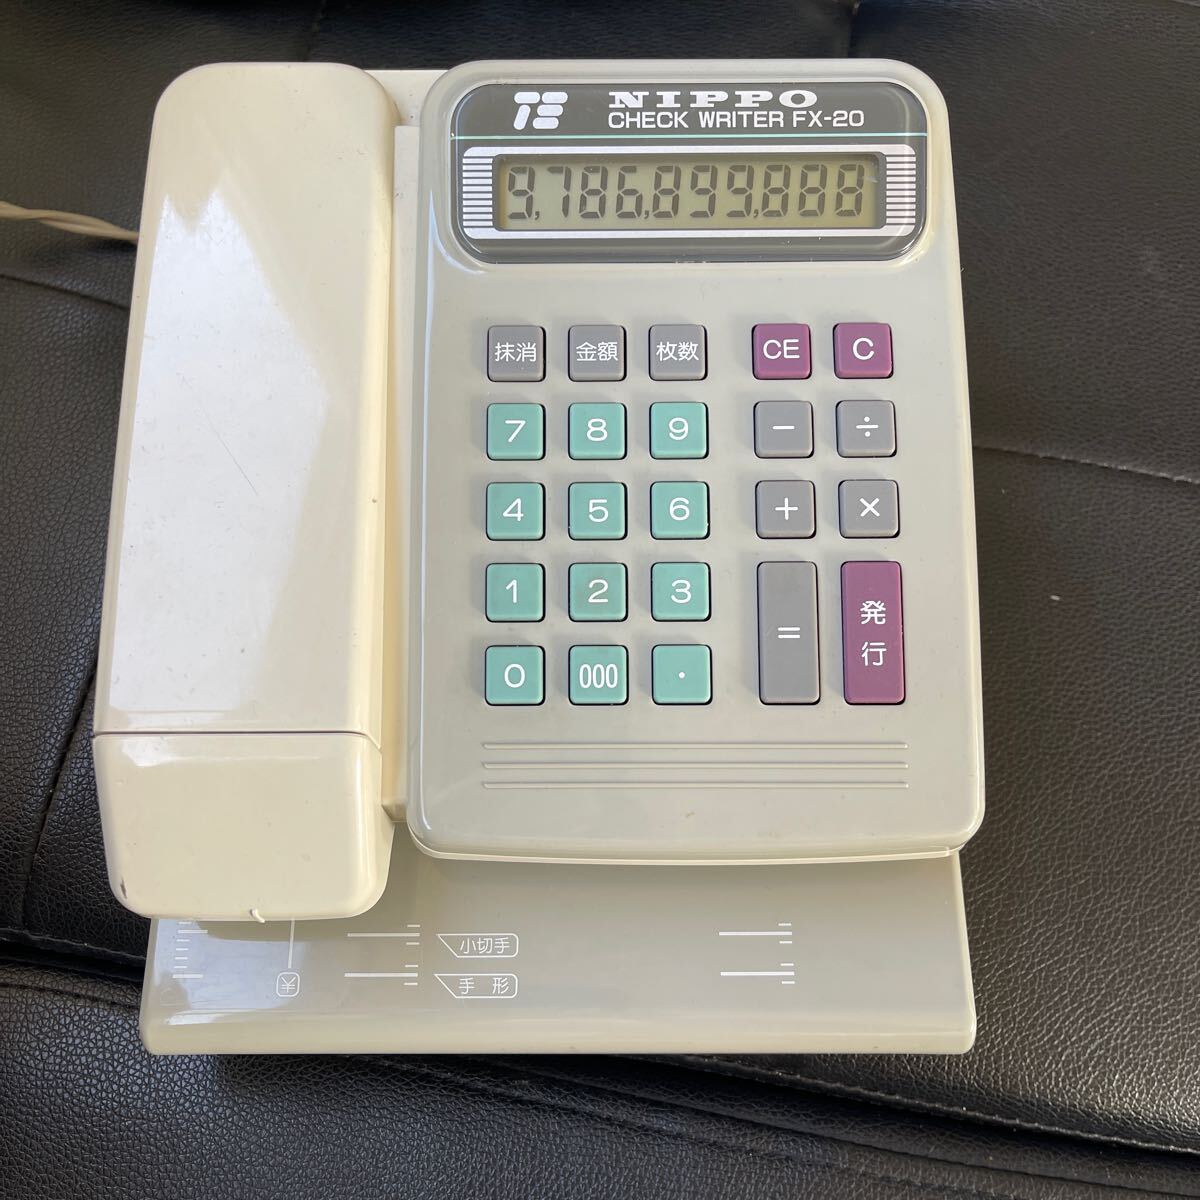 NIPPO
CHECK WRITER FX-20
9,786,899,888
抹消 金額 枚数 CE C
7 8 9 - ÷
4 5 6 + ×
1 2 3 = 発行
0 000 .
小切手
¥ 手形